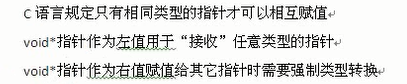 C 语言规定只有相同类型的指针才可以相互赋值
void*指针作为左值用于“接收”任意类型的指针
void*指针作为右值赋值给其它指针时需要强制类型转换